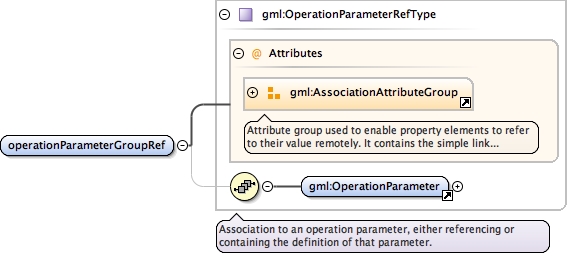 gml:OperationParameterRefType
@ Attributes
gml:AssociationAttributeGroup
Attribute group used to enable property elements to refer
to their value remotely. It contains the simple link...
operationParameterGroupRef
gml:OperationParameter
Association to an operation parameter, either referencing or
containing the definition of that parameter.